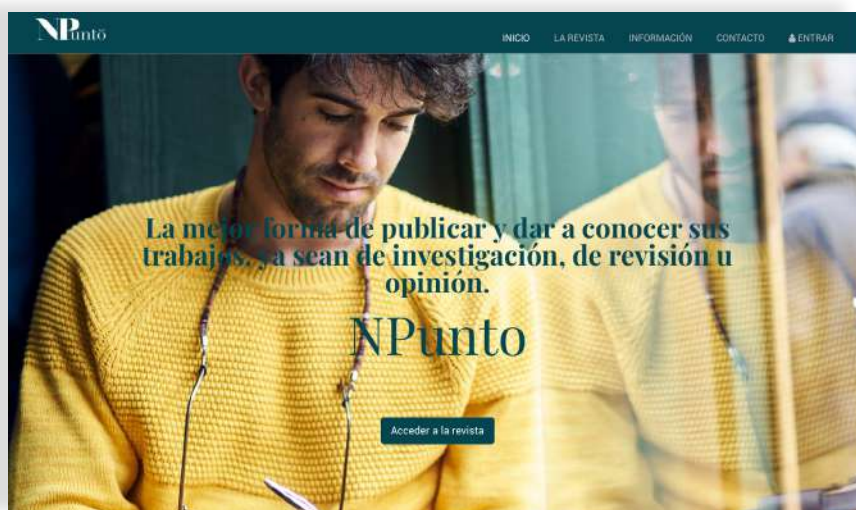 NPunto
INICIO LA REVISTA INFORMACIÓN CONTACTO ENTRAR
La mejor forma de publicar y dar a conocer sus
trabajos, ya sean de investigación, de revisión u
opinión.
NPunto
Acceder a la revista